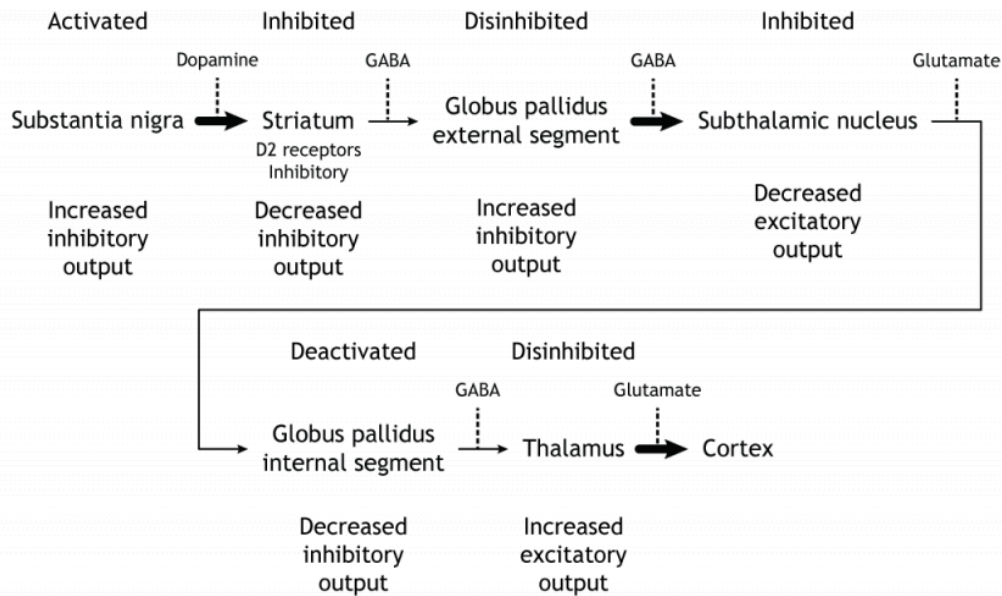 Activated
Inhibited
Disinhibited
Inhibited
Dopamine
GABA
GABA
Glutamate
Substantia nigra
Striatum
D2 receptors
Inhibitory
Globus pallidus
external segment
Subthalamic nucleus
Increased
inhibitory
output
Decreased
inhibitory
output
Increased
inhibitory
output
Decreased
excitatory
output
Deactivated
Disinhibited
GABA
Glutamate
Globus pallidus
internal segment
Thalamus
Cortex
Decreased
inhibitory
output
Increased
excitatory
output